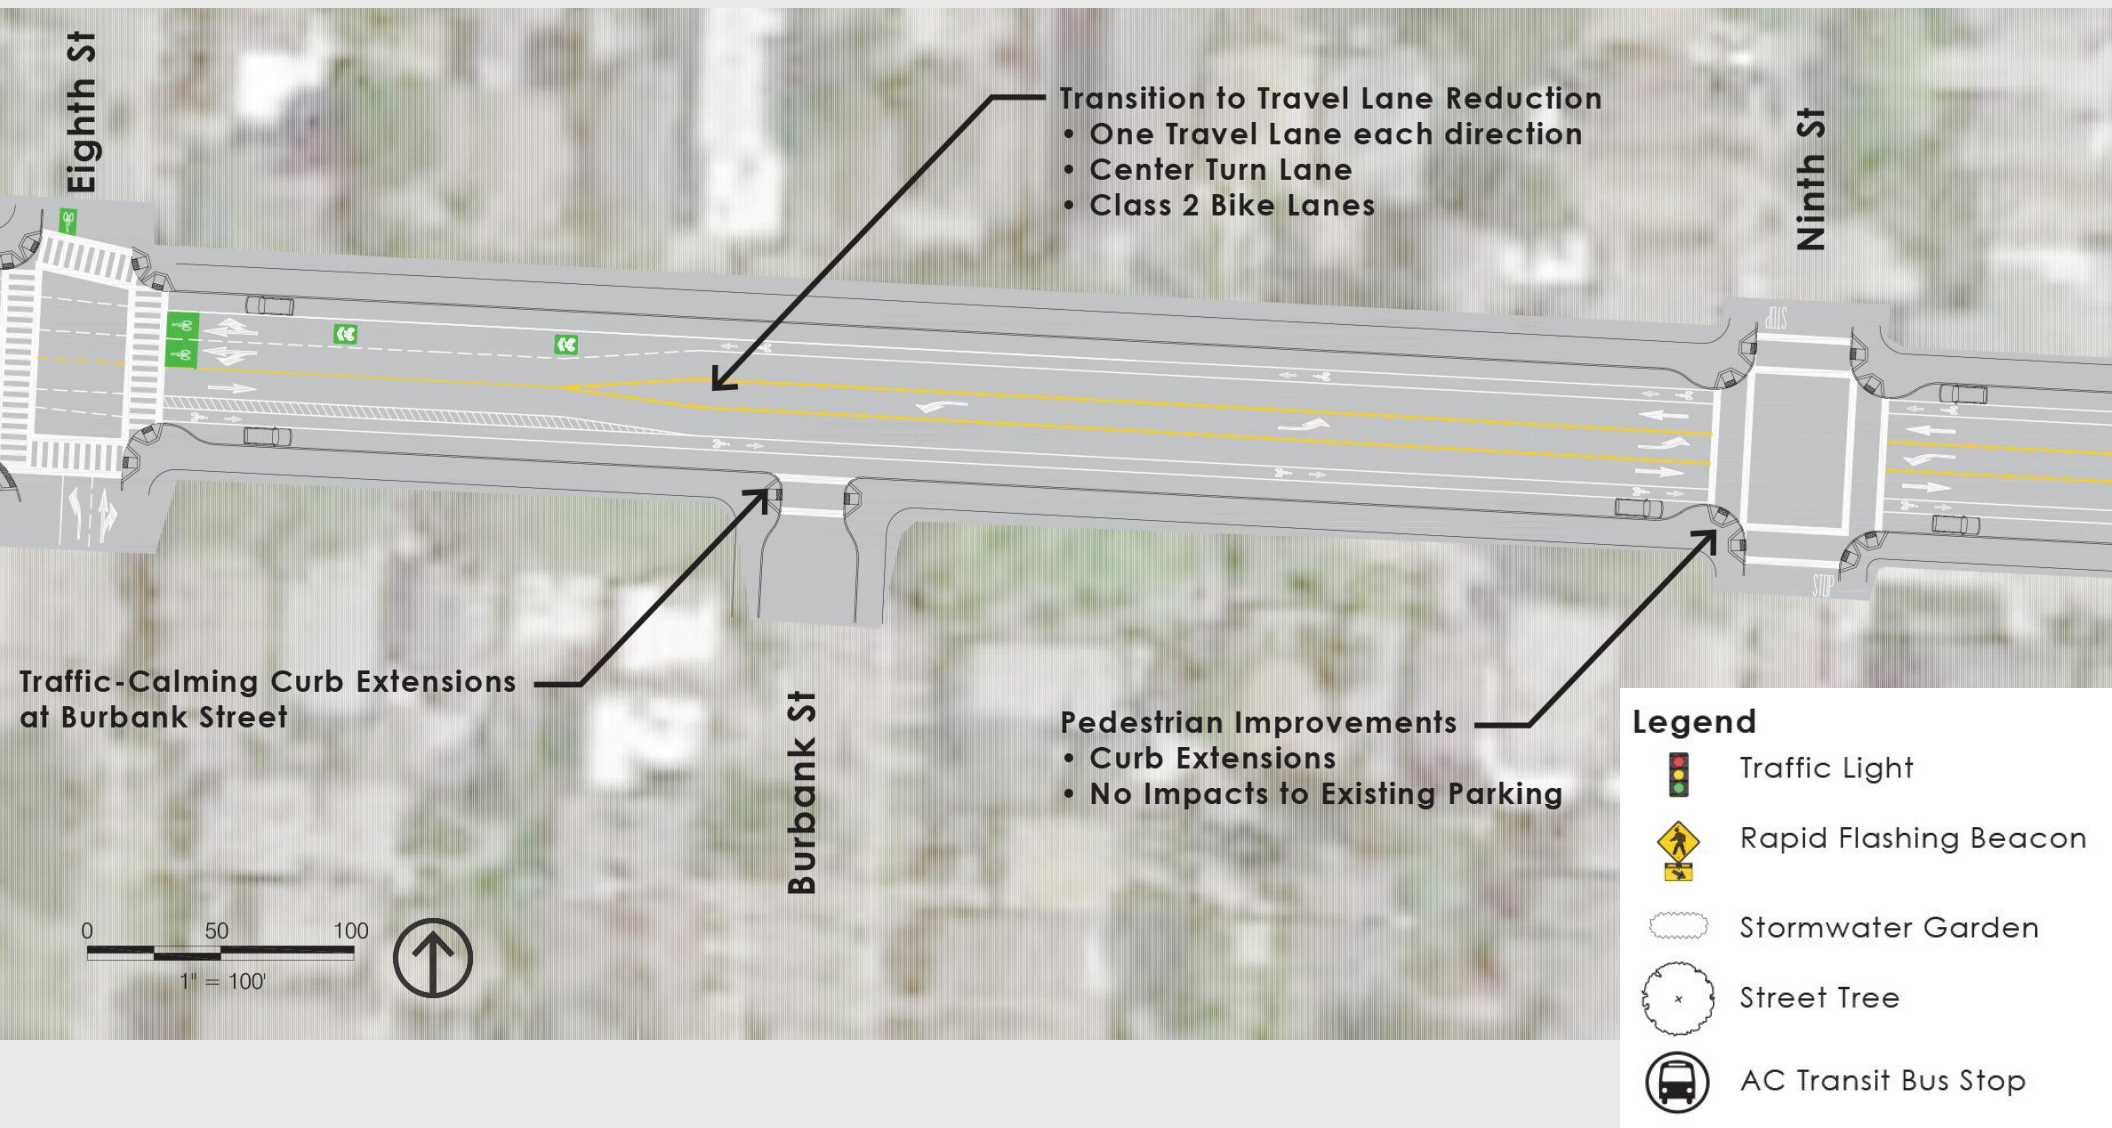 Eighth St
Transition to Travel Lane Reduction
• One Travel Lane each direction
• Center Turn Lane
• Class 2 Bike Lanes
Ninth St
STOP
STOP
Traffic-Calming Curb Extensions
at Burbank Street
Burbank St
Pedestrian Improvements
• Curb Extensions
• No Impacts to Existing Parking
0 50 100
1" = 100'
Legend
Traffic Light
Rapid Flashing Beacon
Stormwater Garden
Street Tree
AC Transit Bus Stop